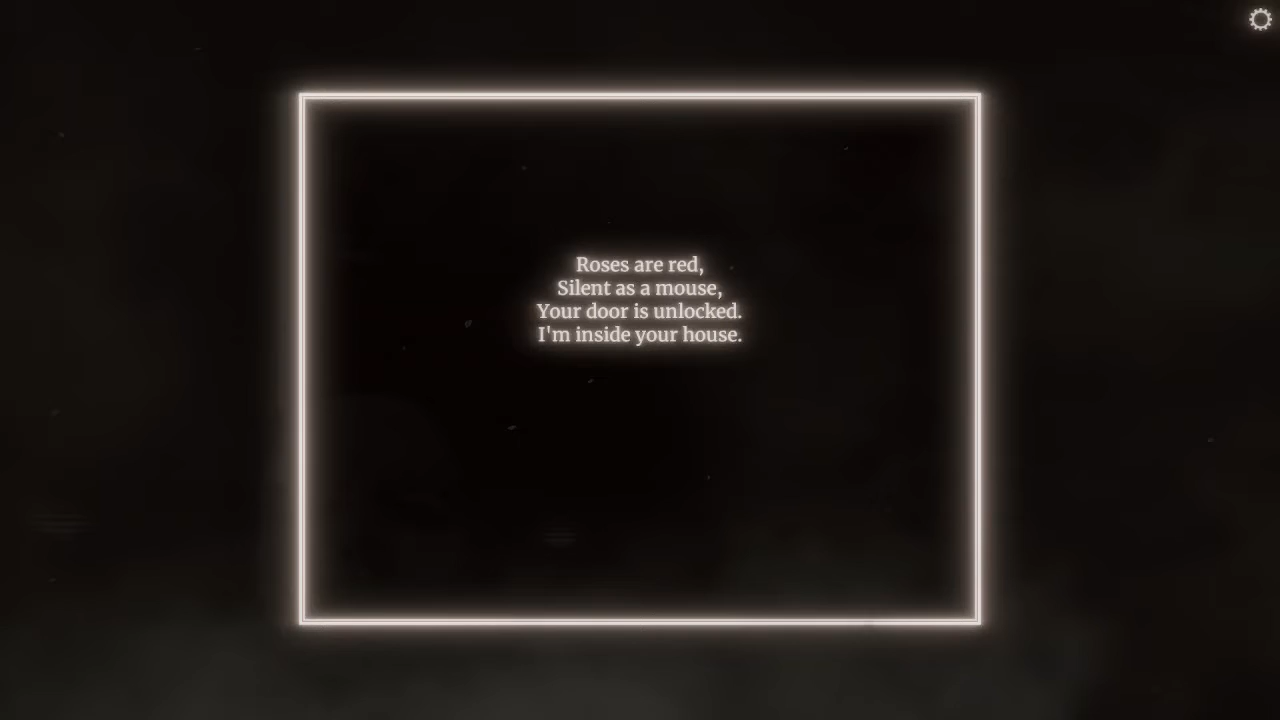 Roses are red,
Silent as a mouse,
Your door is unlocked.
I'm inside your house.